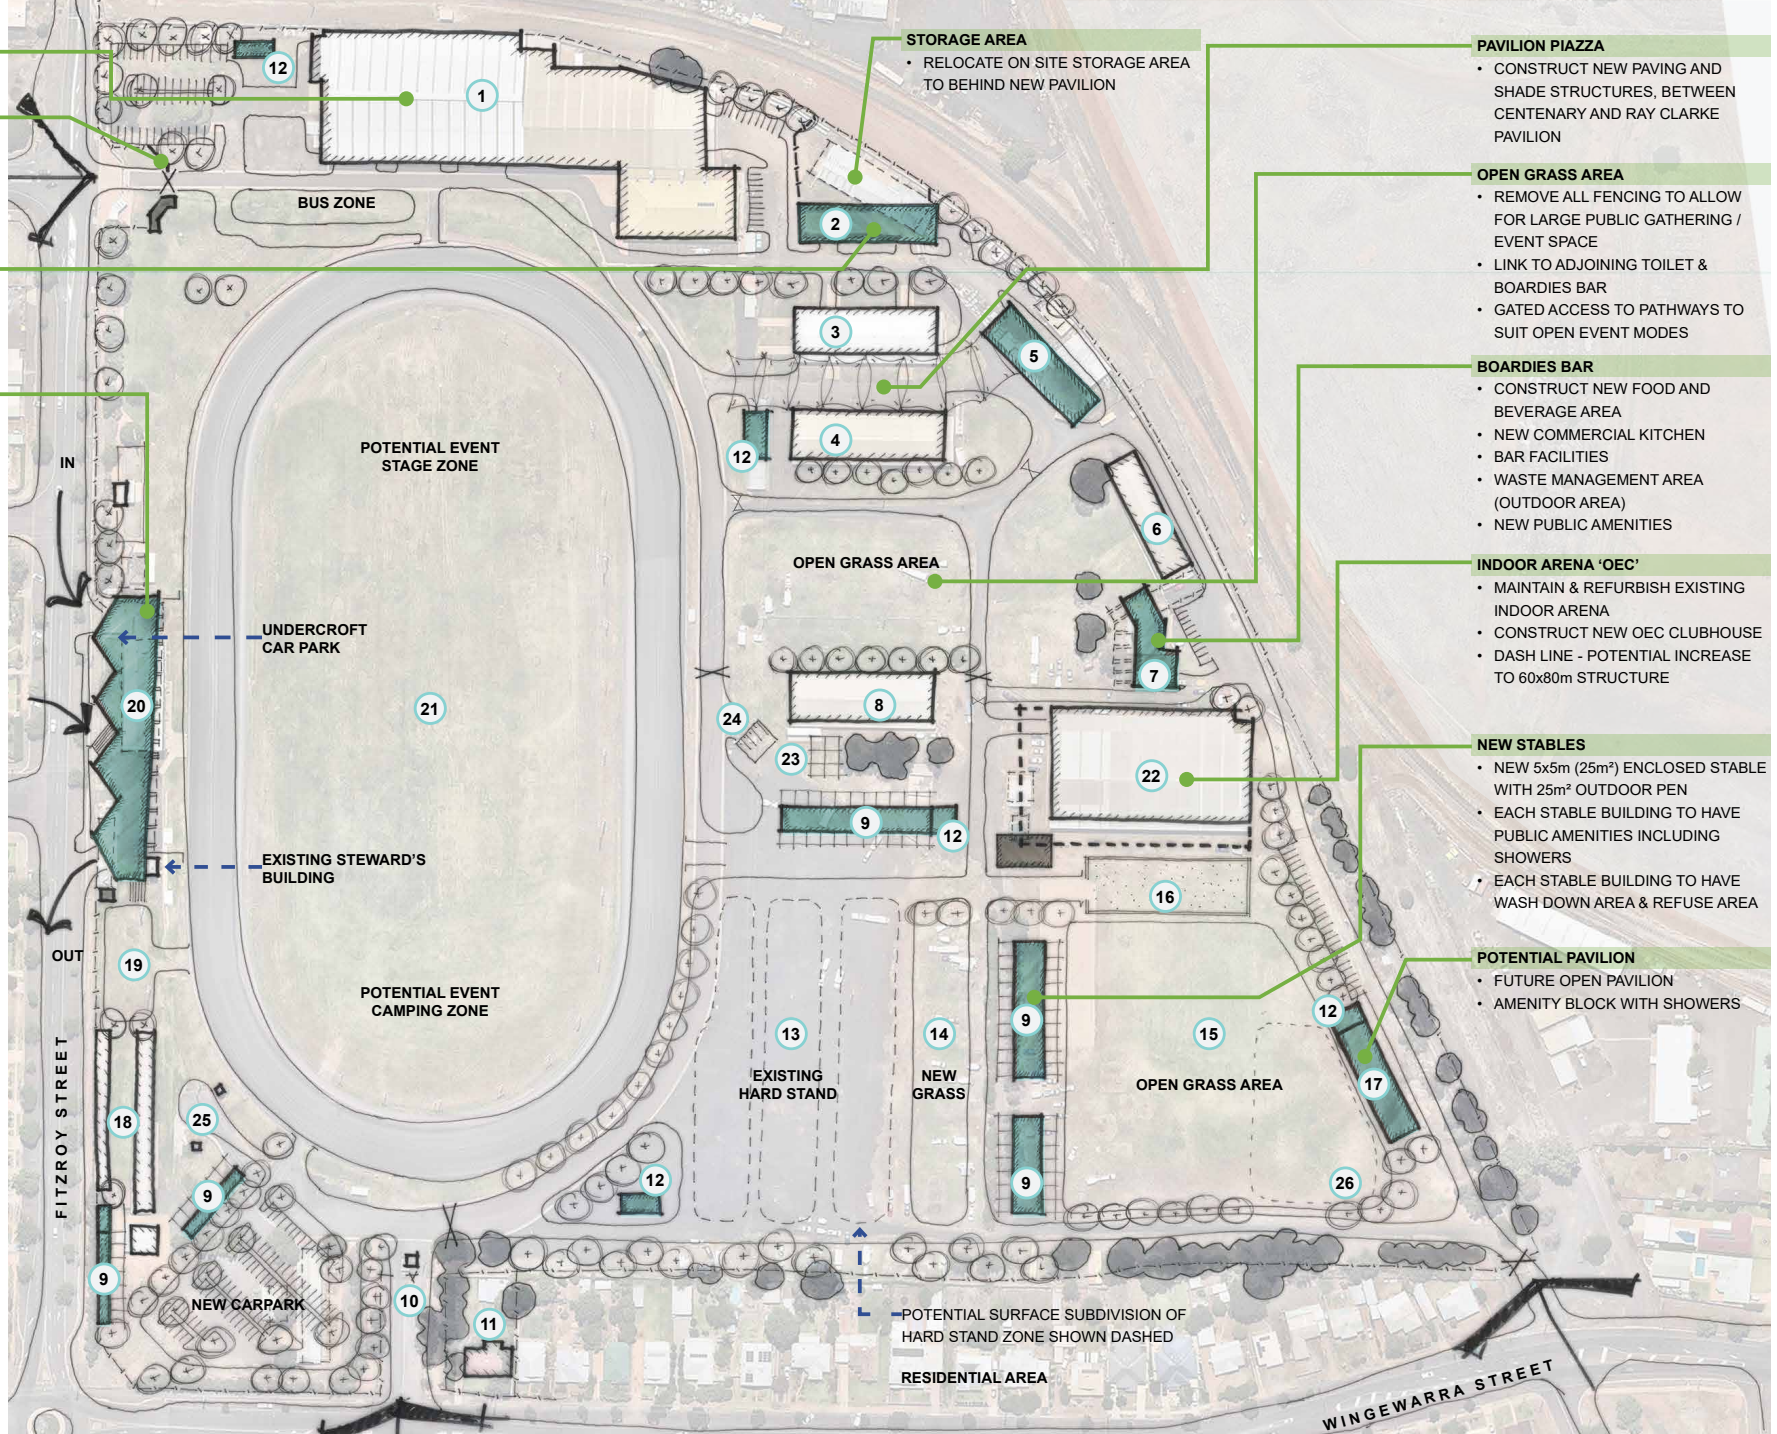 STORAGE AREA
• RELOCATE ON SITE STORAGE AREA
TO BEHIND NEW PAVILION
PAVILION PIAZZA
• CONSTRUCT NEW PAVING AND
SHADE STRUCTURES, BETWEEN
CENTENARY AND RAY CLARKE
PAVILION
OPEN GRASS AREA
• REMOVE ALL FENCING TO ALLOW
FOR LARGE PUBLIC GATHERING /
EVENT SPACE
• LINK TO ADJOINING TOILET &
BOARDIES BAR
• GATED ACCESS TO PATHWAYS TO
SUIT OPEN EVENT MODES
BOARDIES BAR
• CONSTRUCT NEW FOOD AND
BEVERAGE AREA
• NEW COMMERCIAL KITCHEN
• BAR FACILITIES
• WASTE MANAGEMENT AREA
(OUTDOOR AREA)
• NEW PUBLIC AMENITIES
INDOOR ARENA ‘OEC’
• MAINTAIN & REFURBISH EXISTING
INDOOR ARENA
• CONSTRUCT NEW OEC CLUBHOUSE
• DASH LINE - POTENTIAL INCREASE
TO 60x80m STRUCTURE
NEW STABLES
• NEW 5x5m (25m²) ENCLOSED STABLE
WITH 25m² OUTDOOR PEN
• EACH STABLE BUILDING TO HAVE
PUBLIC AMENITIES INCLUDING
SHOWERS
• EACH STABLE BUILDING TO HAVE
WASH DOWN AREA & REFUSE AREA
POTENTIAL PAVILION
• FUTURE OPEN PAVILION
• AMENITY BLOCK WITH SHOWERS
12
1
BUS ZONE
2
3
5
4
12
POTENTIAL EVENT
STAGE ZONE
IN
6
OPEN GRASS AREA
UNDERCROFT
CAR PARK
7
20
21
8
24
23
22
9
12
EXISTING STEWARD'S
BUILDING
16
OUT
19
POTENTIAL EVENT
CAMPING ZONE
12
9
13
14
15
EXISTING
HARD STAND
NEW
GRASS
OPEN GRASS AREA
17
FITZROY STREET
18
25
9
12
9
26
9
NEW CARPARK
10
11
POTENTIAL SURFACE SUBDIVISION OF
HARD STAND ZONE SHOWN DASHED
RESIDENTIAL AREA
WINGEWARRA STREET